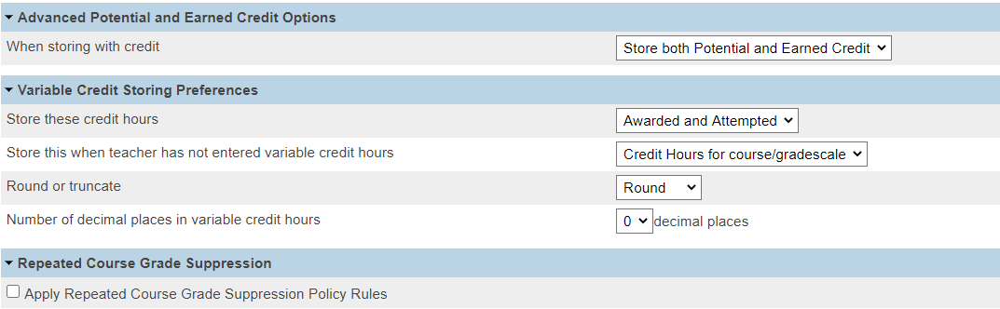 Advanced Potential and Earned Credit Options
When storing with credit Store both Potential and Earned Credit
Variable Credit Storing Preferences
Store these credit hours Awarded and Attempted
Store this when teacher has not entered variable credit hours Credit Hours for course/gradescale
Round or truncate Round
Number of decimal places in variable credit hours 0 decimal places
Repeated Course Grade Suppression
Apply Repeated Course Grade Suppression Policy Rules